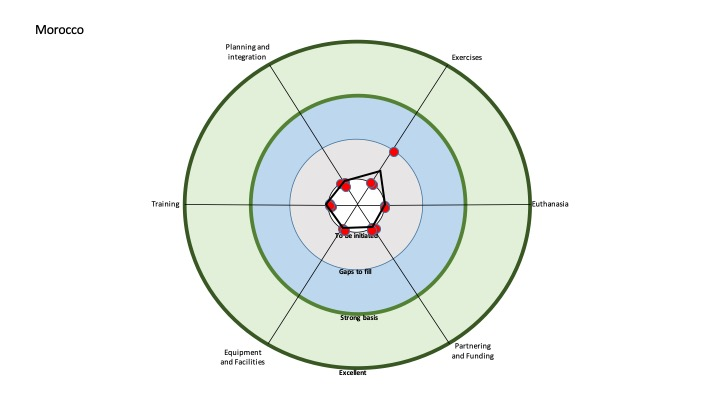 Morocco
Planning and
integration
Exercises
Training
Euthanasia
To be initiated
Gaps to fill
Strong basis
Equipment
and Facilities
Partnering
and Funding
Excellent